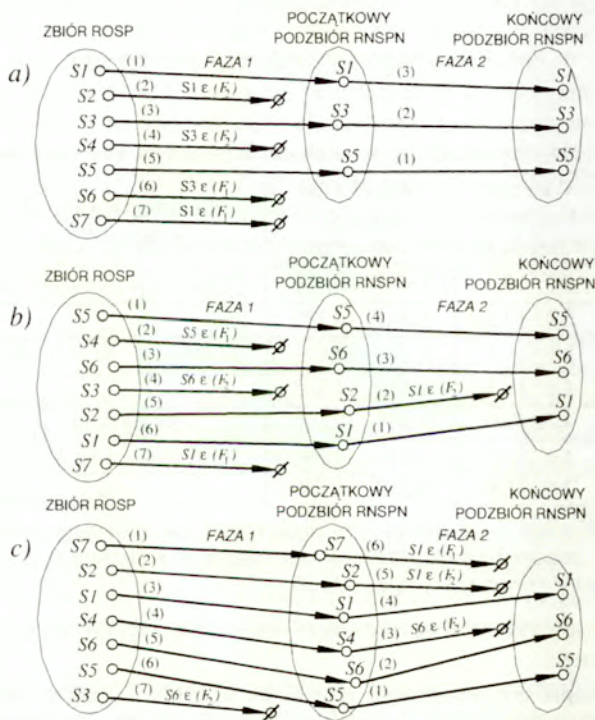 ZBIÓR ROSP
POCZĄTKOWY PODZBIÓR RNSPN
KOŃCOWY PODZBIÓR RNSPN
a)
FAZA 1
FAZA 2
S1 (1) S1 (3) S1
S2 (2) S1 ε (F2)
S3 (3) S3 (2) S3
S4 (4) S3 ε (F2)
S5 (5) S5 (1) S5
S6 (6) S3 ε (F1)
S7 (7) S1 ε (F1)
ZBIÓR ROSP
POCZĄTKOWY PODZBIÓR RNSPN
KOŃCOWY PODZBIÓR RNSPN
b)
FAZA 1
FAZA 2
S5 (1) S5 (4) S5
S4 (2) S5 ε (F1)
S6 (3) S6 (3) S6
S3 (4) S6 ε (F2)
S2 (5) S2 (2) S1 ε (F2)
S1 (6) S1 (1) S1
S7 (7) S1 ε (F1)
ZBIÓR ROSP
POCZĄTKOWY PODZBIÓR RNSPN
KOŃCOWY PODZBIÓR RNSPN
c)
FAZA 1
FAZA 2
S7 (1) S7 (6) S1 ε (F1)
S2 (2) S2 (5) S1 ε (F2)
S1 (3) S1 (4) S1
S4 (4) S4 (3) S6 ε (F2)
S6 (5) S6 (2) S6
S5 (6) S5 (1) S5
S3 (7) S6 ε (F2)